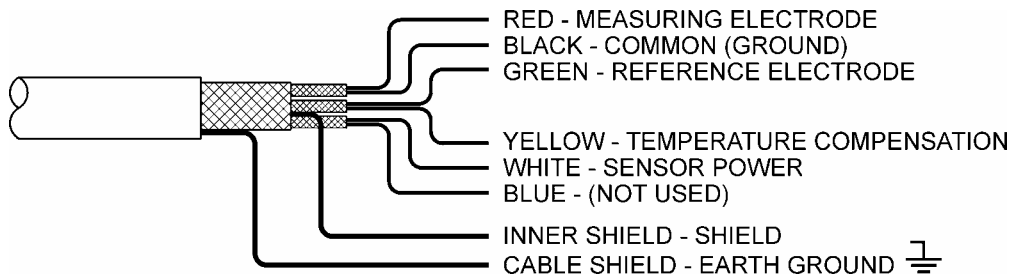 RED - MEASURING ELECTRODE
BLACK - COMMON (GROUND)
GREEN - REFERENCE ELECTRODE
YELLOW - TEMPERATURE COMPENSATION
WHITE - SENSOR POWER
BLUE - (NOT USED)
INNER SHIELD - SHIELD
CABLE SHIELD - EARTH GROUND